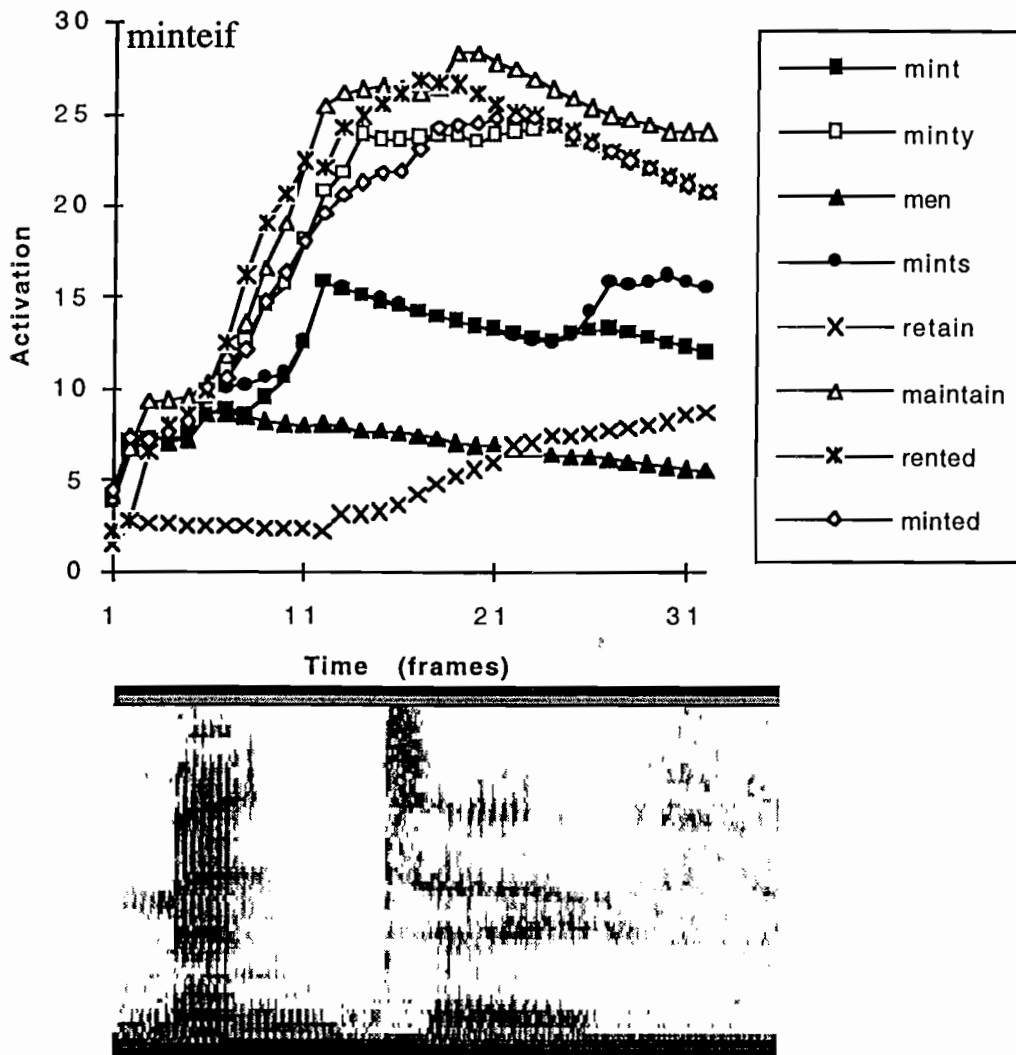 minteif
30
25
20
15
10
5
0
Activation
1 11 21 31
Time (frames)
mint
minty
men
mints
retain
maintain
rented
minted